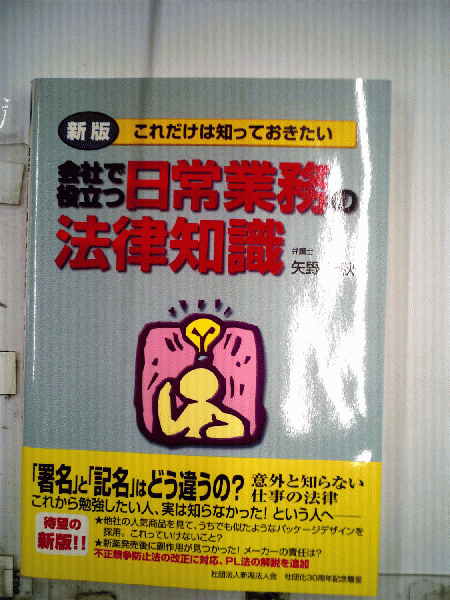 新版 これだけは知っておきたい
会社で
役立つ
日常業務の
法律知識
弁護士
矢野
「署名」と「記名」はどう違うの?
意外と知らない
仕事の法律
これから勉強したい人、実は知らなかった!という人へ──
待望の
新版!!
★他社の人気商品を見て、うちでも似たようなパッケージデザインを
採用。これっていけないこと?
★新薬発売後に副作用が見つかった!メーカーの責任は?
不正競争防止法の改正に対応、PL法の解説を追加
社団法人新潟法人会 社団化30周年記念贈呈